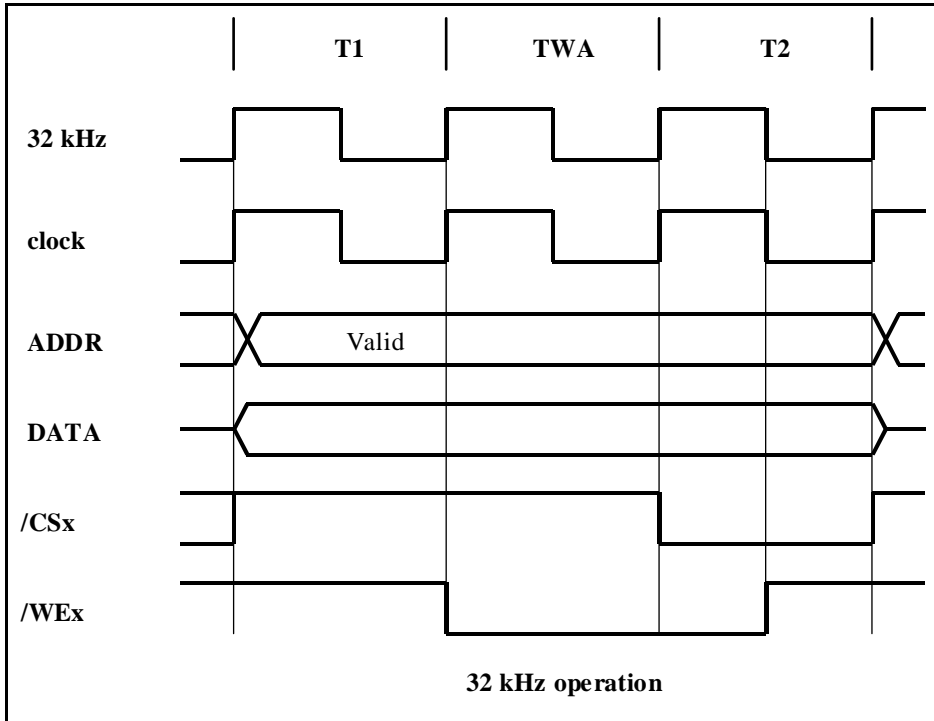 T1 TWA T2
32 kHz
clock
ADDR Valid
DATA
/CSx
/WEx
32 kHz operation